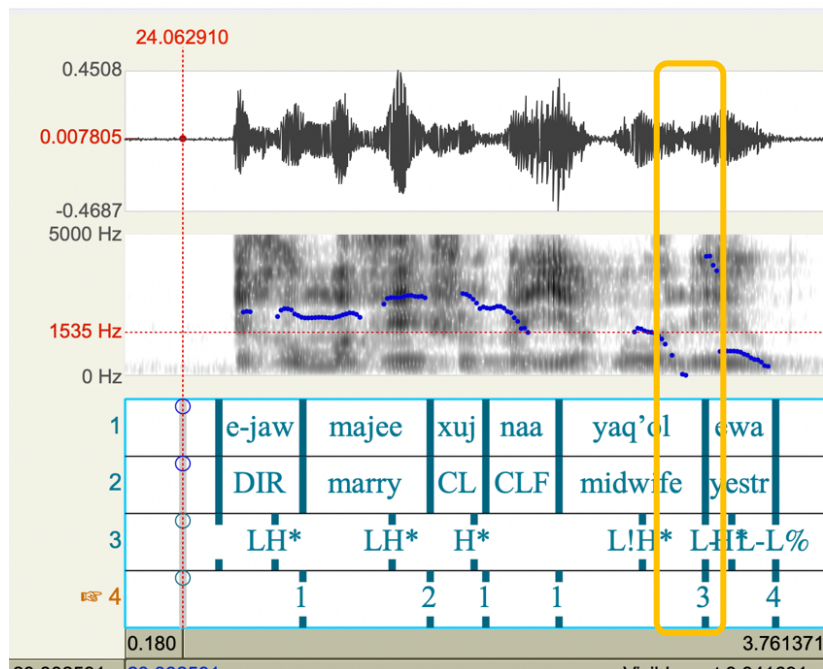 24.062910
0.4508
0.007805
-0.4687
5000 Hz
1535 Hz
0 Hz
1 e-jaw majee xuj naa yaq’ol ewa
2 DIR marry CL CLF midwife yestr
3 LH* LH* H* L!H* L-L%
4 1 2 1 1 3 4
0.180 3.761371